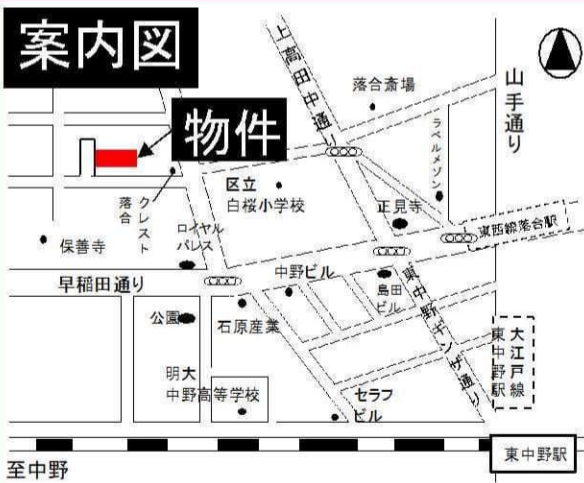 案内図
物件
上高田中通り
落合斎場
山手通り
ラベルメゾン
クレスト
落合
区立
白桜小学校
正見寺
東西線落合駅
保善寺
ロイヤル
パレス
早稲田通り
中野ビル
島田
ビル
東中野ギンザ通り
公園
石原産業
明大
中野高等学校
セラフ
ビル
大江戸線
東中野駅
東中野駅
至中野